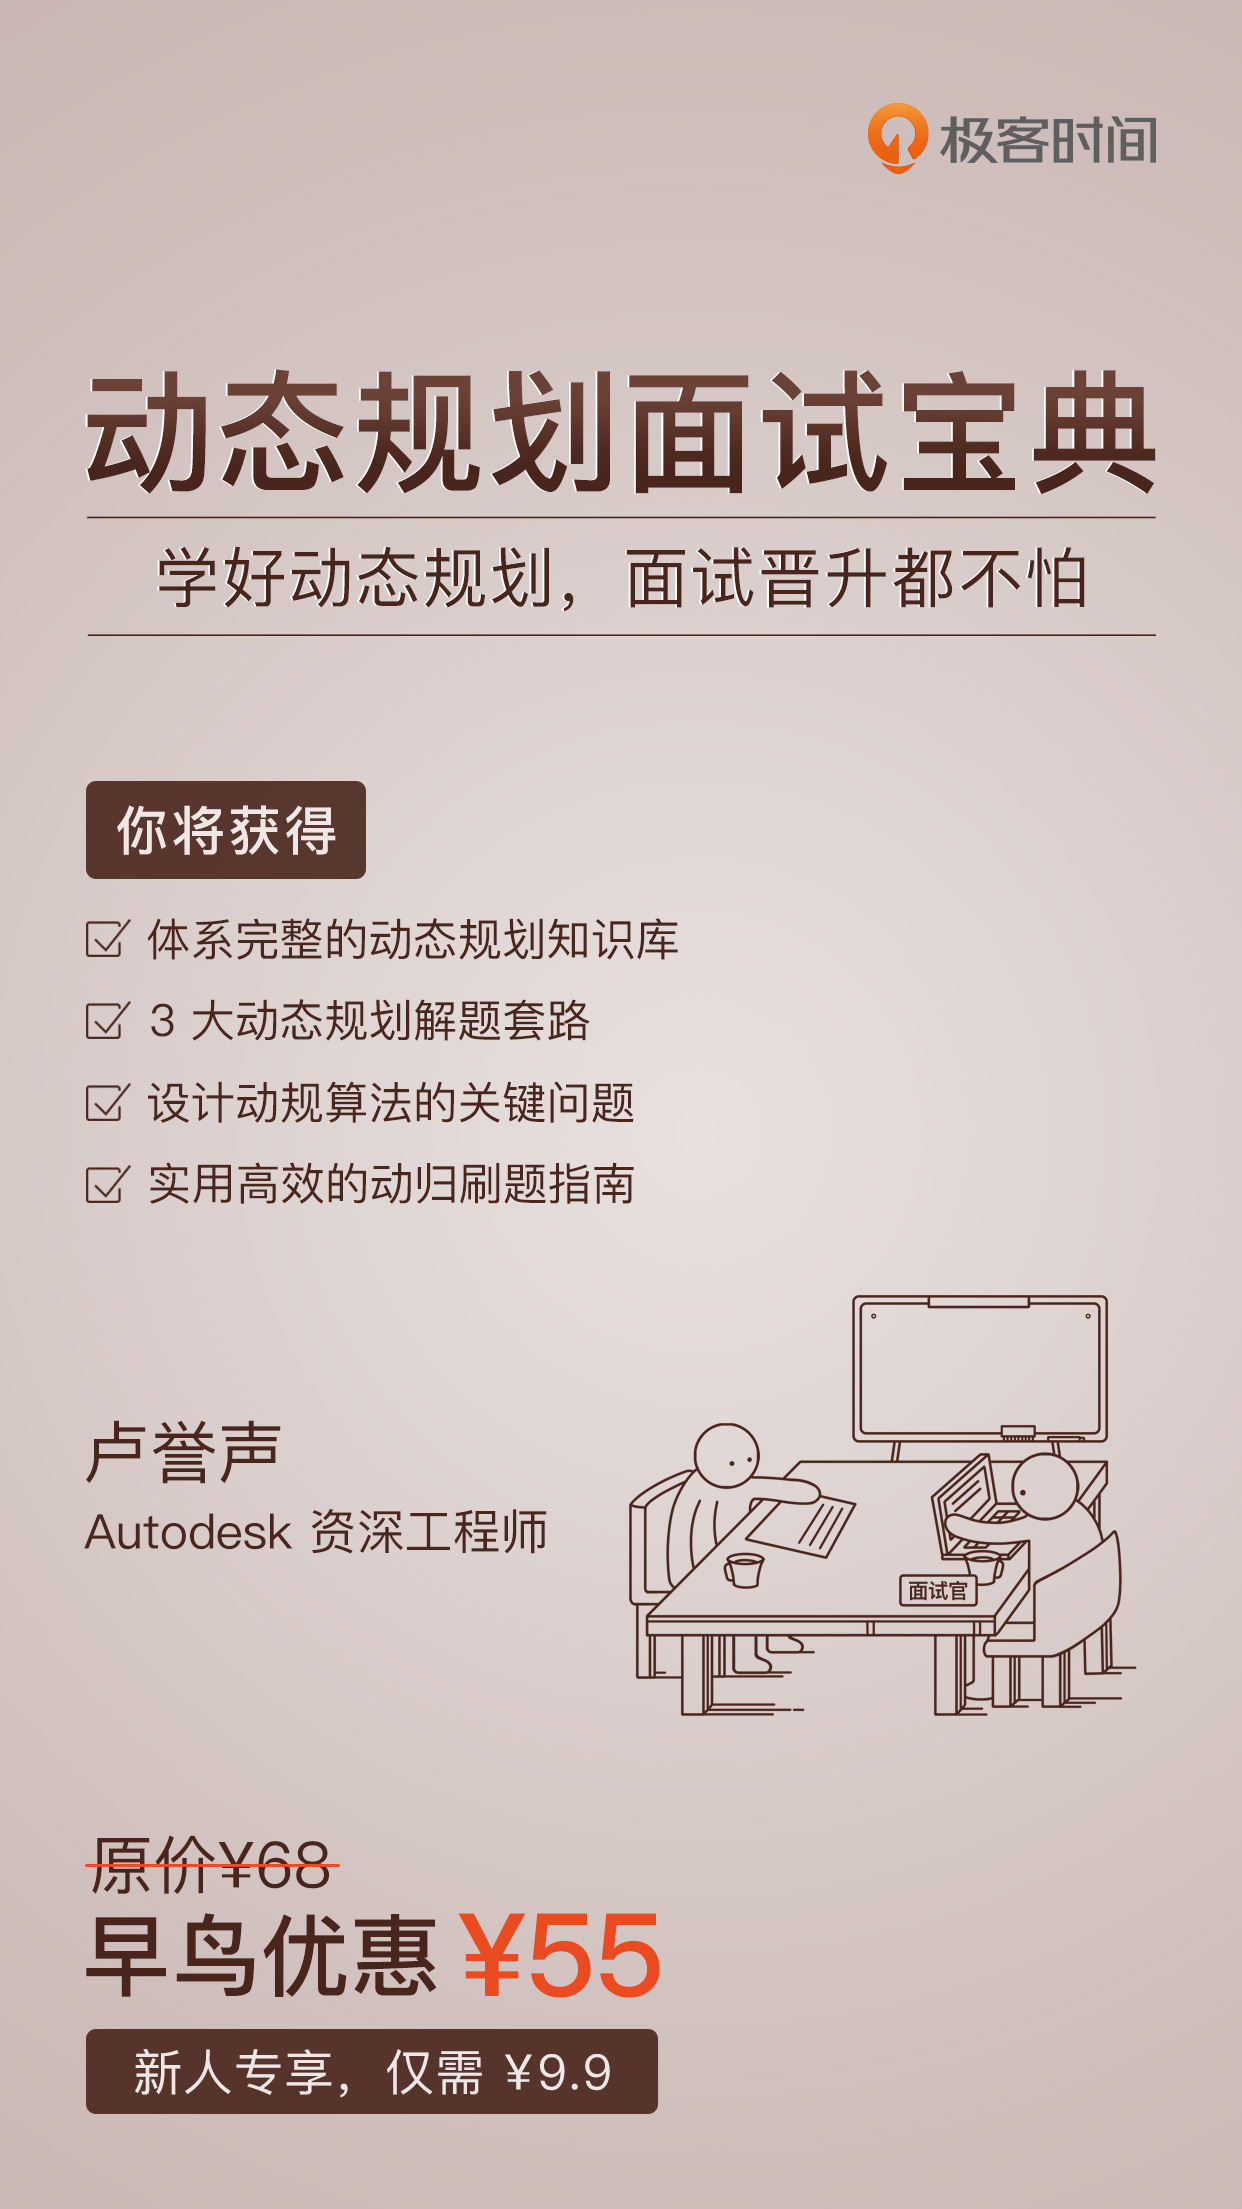 极客时间
动态规划面试宝典
学好动态规划，面试晋升都不怕
你将获得
体系完整的动态规划知识库
3 大动态规划解题套路
设计动规算法的关键问题
实用高效的动归刷题指南
卢誉声
Autodesk 资深工程师
面试官
原价¥68
早鸟优惠 ¥55
新人专享，仅需 ¥9.9